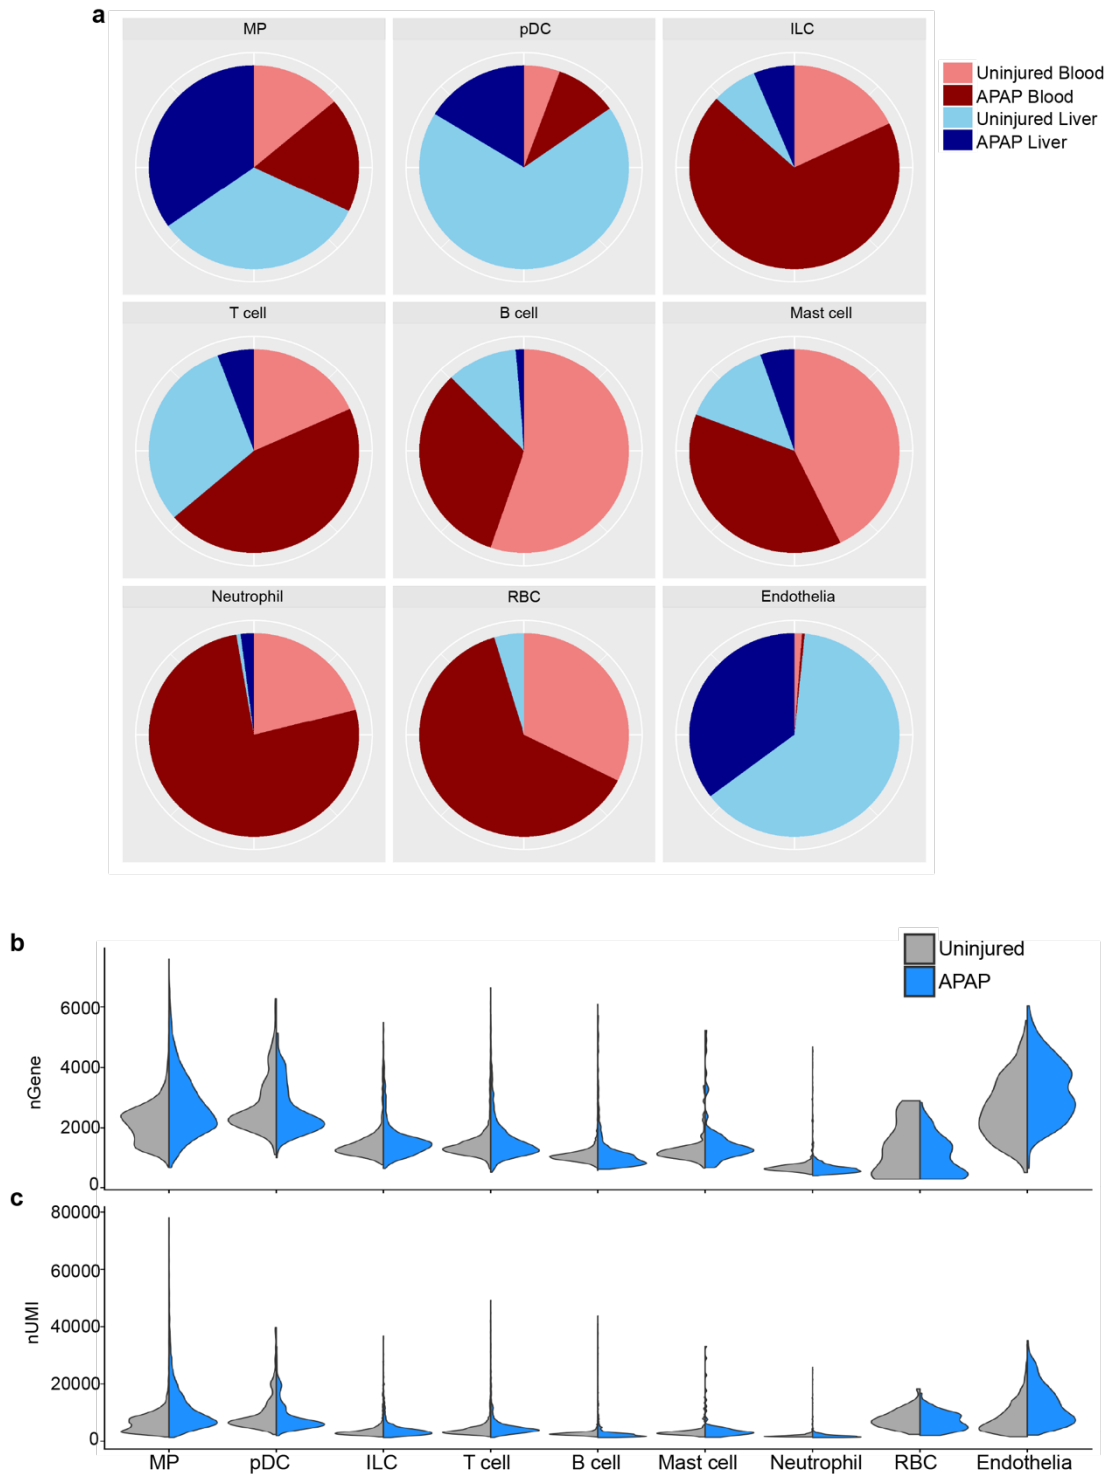 a
MP
pDC
ILC
Uninjured Blood
APAP Blood
Uninjured Liver
APAP Liver
T cell
B cell
Mast cell
Neutrophil
RBC
Endothelia
b
Uninjured
APAP
nGene
6000
4000
2000
0
c
nUMI
80000
60000
40000
20000
0
MP pDC ILC T cell B cell Mast cell Neutrophil RBC Endothelia